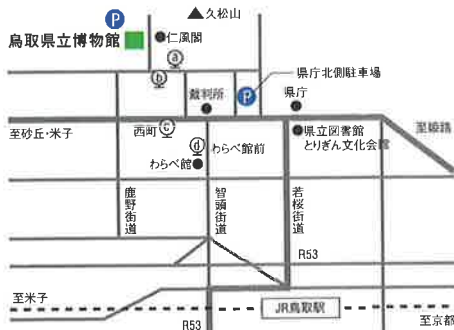 P
▲久松山
鳥取県立博物館
仁風閣
a
b
裁判所
P
県庁北側駐車場
県庁
至砂丘・米子
西町
c
県立図書館
とりぎん文化会館
至姫路
d
わらべ館前
わらべ館
鹿野街道
智頭街道
若桜街道
R53
至米子
JR鳥取駅
R53
至京都